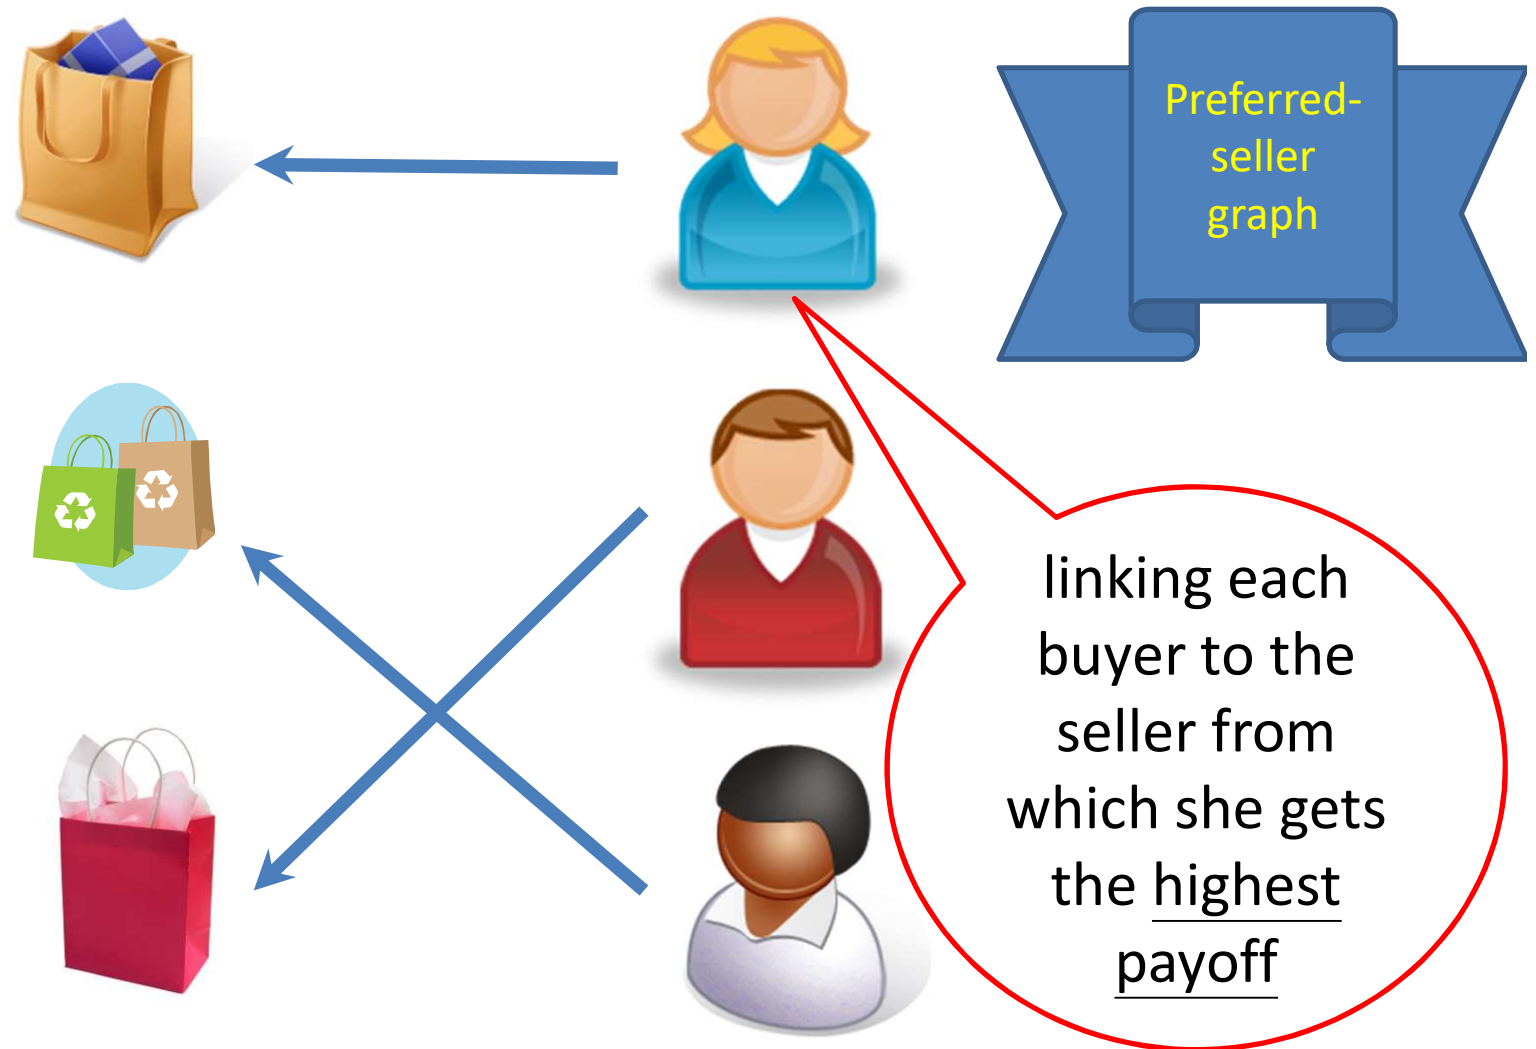 Preferred-
seller
graph
linking each
buyer to the
seller from
which she gets
the highest
payoff